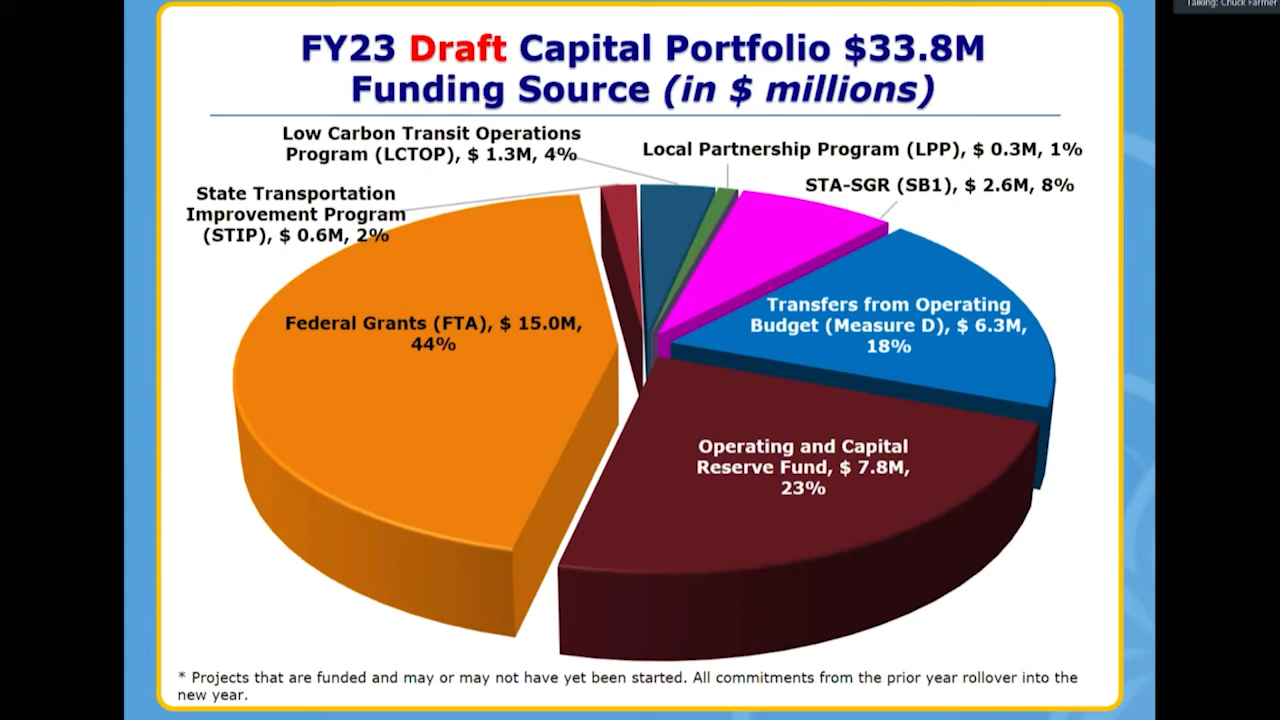 Talking: Chuck Farmer
FY23 Draft Capital Portfolio $33.8M
Funding Source (in $ millions)
Low Carbon Transit Operations
Program (LCTOP), $ 1.3M, 4%
Local Partnership Program (LPP), $ 0.3M, 1%
STA-SGR (SB1), $ 2.6M, 8%
State Transportation
Improvement Program
(STIP), $ 0.6M, 2%
Transfers from Operating
Budget (Measure D), $ 6.3M,
18%
Federal Grants (FTA), $ 15.0M,
44%
Operating and Capital
Reserve Fund, $ 7.8M,
23%
* Projects that are funded and may or may not have yet been started. All commitments from the prior year rollover into the
new year.